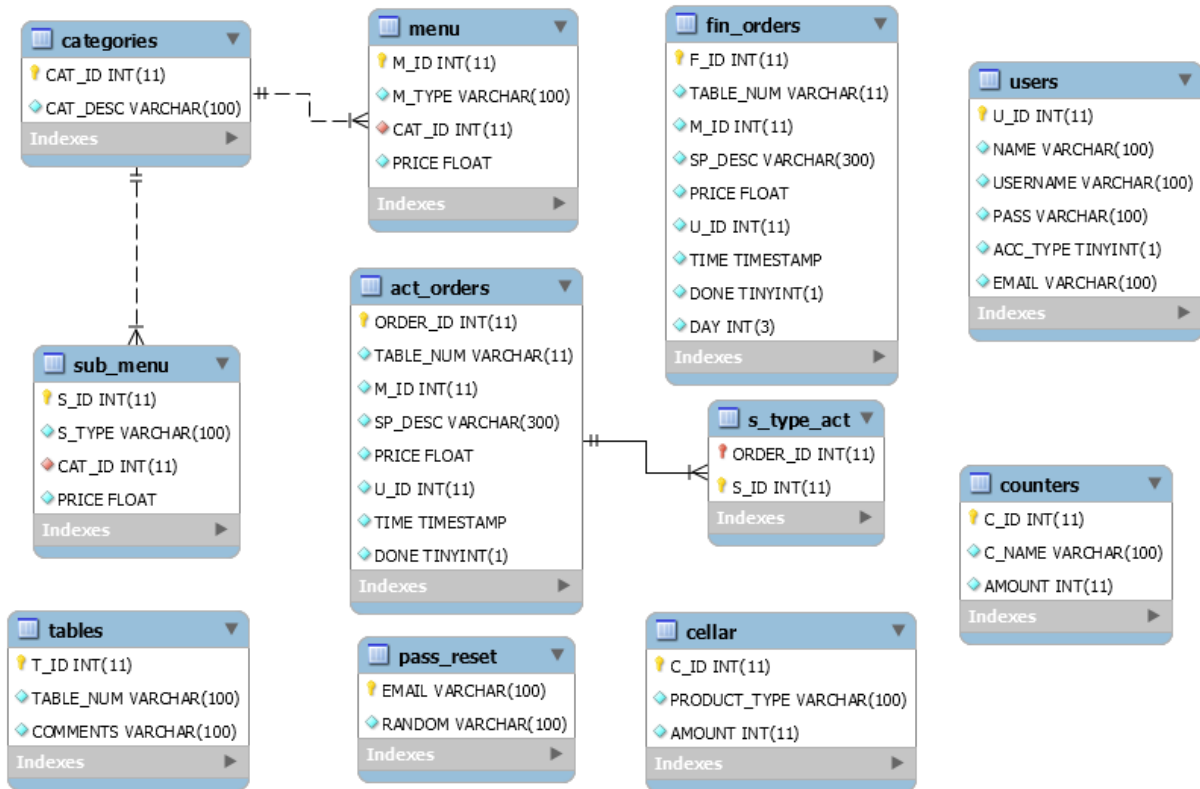 categories
CAT_ID INT(11)
CAT_DESC VARCHAR(100)
Indexes
menu
M_ID INT(11)
M_TYPE VARCHAR(100)
CAT_ID INT(11)
PRICE FLOAT
Indexes
fin_orders
F_ID INT(11)
TABLE_NUM VARCHAR(11)
M_ID INT(11)
SP_DESC VARCHAR(300)
PRICE FLOAT
U_ID INT(11)
TIME TIMESTAMP
DONE TINYINT(1)
DAY INT(3)
Indexes
users
U_ID INT(11)
NAME VARCHAR(100)
USERNAME VARCHAR(100)
PASS VARCHAR(100)
ACC_TYPE TINYINT(1)
EMAIL VARCHAR(100)
Indexes
sub_menu
S_ID INT(11)
S_TYPE VARCHAR(100)
CAT_ID INT(11)
PRICE FLOAT
Indexes
act_orders
ORDER_ID INT(11)
TABLE_NUM VARCHAR(11)
M_ID INT(11)
SP_DESC VARCHAR(300)
PRICE FLOAT
U_ID INT(11)
TIME TIMESTAMP
DONE TINYINT(1)
Indexes
s_type_act
ORDER_ID INT(11)
S_ID INT(11)
Indexes
counters
C_ID INT(11)
C_NAME VARCHAR(100)
AMOUNT INT(11)
Indexes
tables
T_ID INT(11)
TABLE_NUM VARCHAR(100)
COMMENTS VARCHAR(100)
Indexes
pass_reset
EMAIL VARCHAR(100)
RANDOM VARCHAR(100)
Indexes
cellar
C_ID INT(11)
PRODUCT_TYPE VARCHAR(100)
AMOUNT INT(11)
Indexes